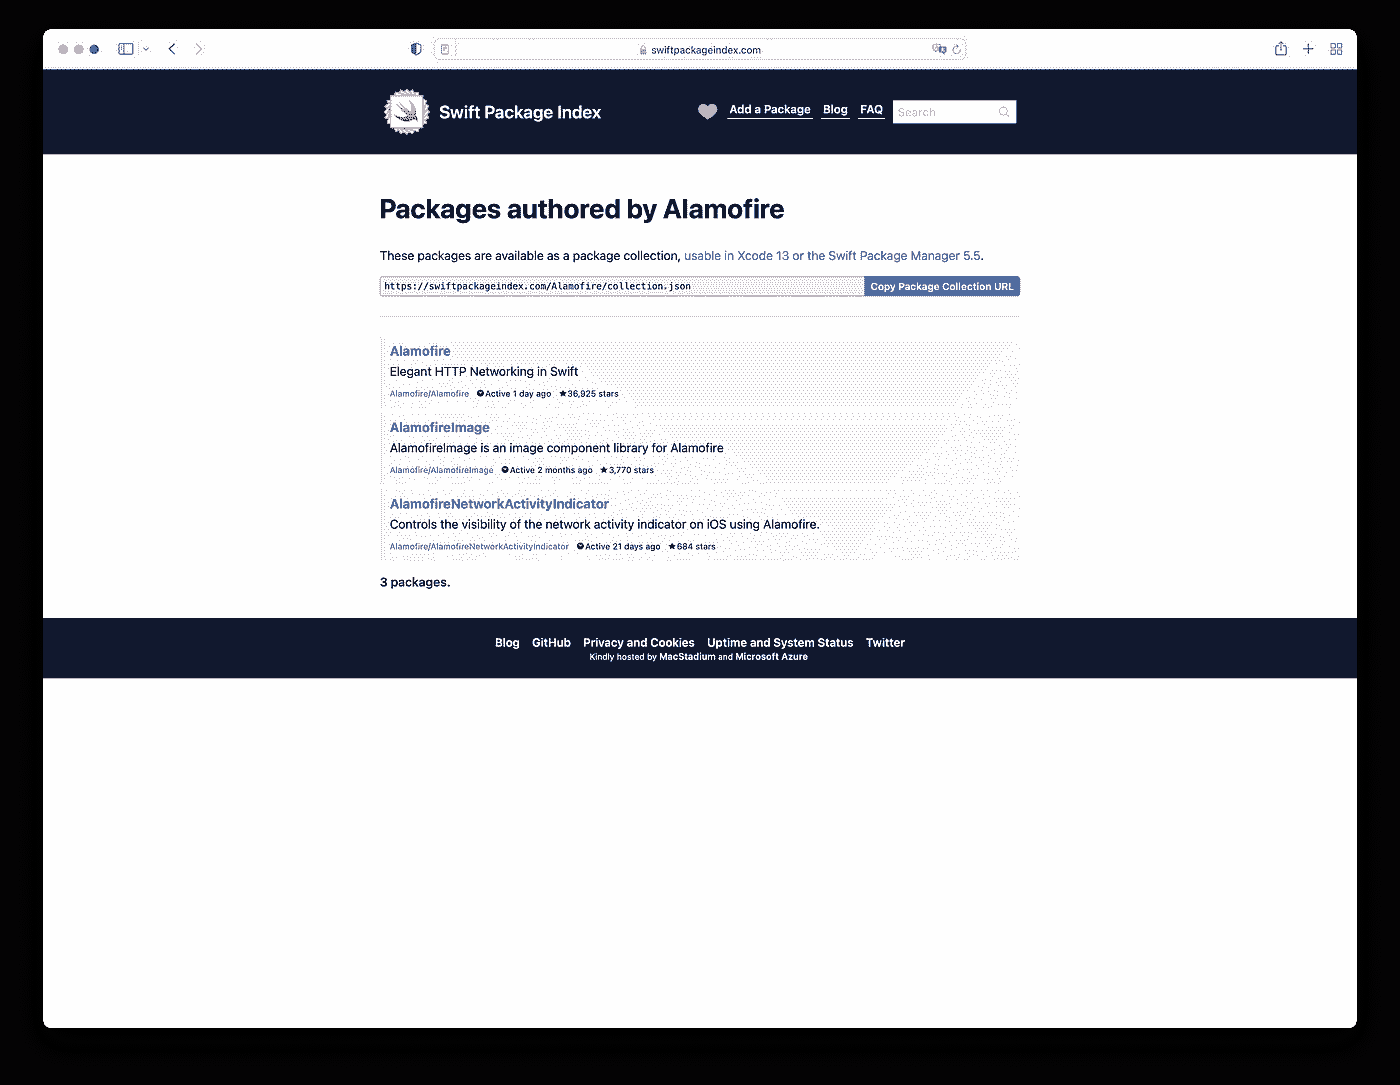 swiftpackageindex.com
Swift Package Index
Add a Package Blog FAQ Search
Packages authored by Alamofire
These packages are available as a package collection, usable in Xcode 13 or the Swift Package Manager 5.5.
https://swiftpackageindex.com/Alamofire/collection.json Copy Package Collection URL
Alamofire
Elegant HTTP Networking in Swift
Alamofire/Alamofire Active 1 day ago 36,925 stars
AlamofireImage
AlamofireImage is an image component library for Alamofire
Alamofire/AlamofireImage Active 2 months ago 3,770 stars
AlamofireNetworkActivityIndicator
Controls the visibility of the network activity indicator on iOS using Alamofire.
Alamofire/AlamofireNetworkActivityIndicator Active 21 days ago 684 stars
3 packages.
Blog GitHub Privacy and Cookies Uptime and System Status Twitter
Kindly hosted by MacStadium and Microsoft Azure